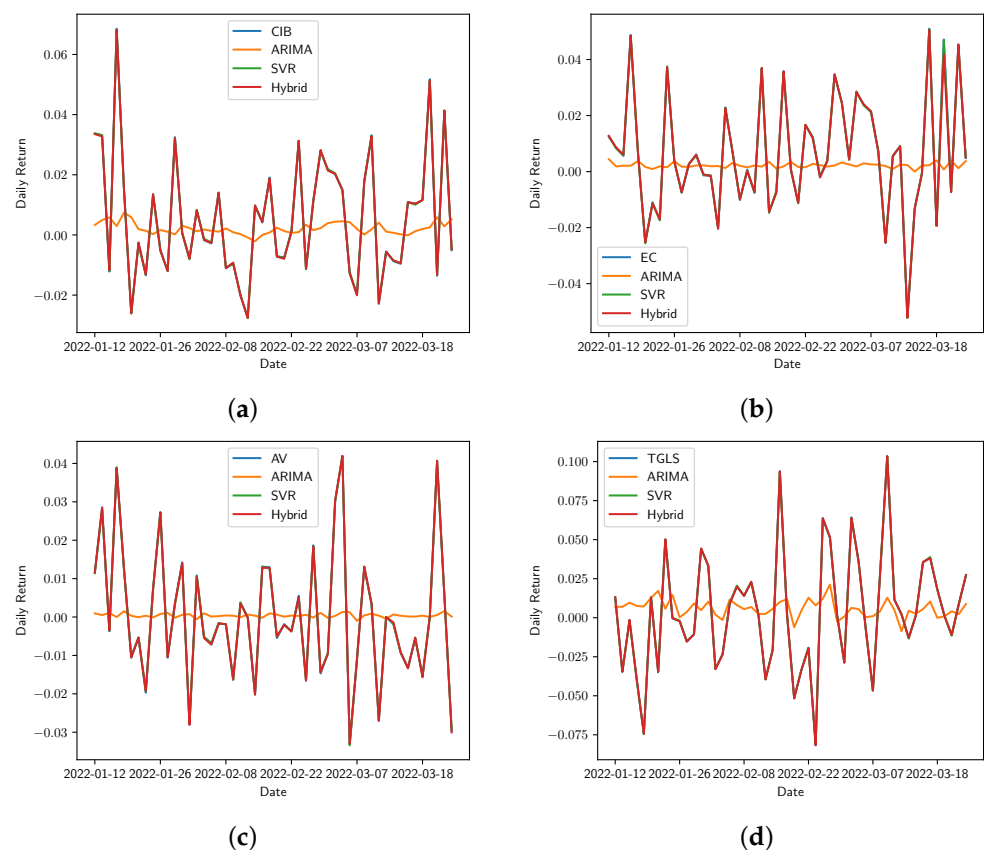 CIB
ARIMA
SVR
Hybrid
0.06
0.04
0.02
0.00
−0.02
Daily Return
2022-01-12 2022-01-26 2022-02-08 2022-02-22 2022-03-07 2022-03-18
Date
(a)
EC
ARIMA
SVR
Hybrid
0.04
0.02
0.00
−0.02
−0.04
Daily Return
2022-01-12 2022-01-26 2022-02-08 2022-02-22 2022-03-07 2022-03-18
Date
(b)
AV
ARIMA
SVR
Hybrid
0.04
0.03
0.02
0.01
0.00
−0.01
−0.02
−0.03
Daily Return
2022-01-12 2022-01-26 2022-02-08 2022-02-22 2022-03-07 2022-03-18
Date
(c)
TGLS
ARIMA
SVR
Hybrid
0.100
0.075
0.050
0.025
0.000
−0.025
−0.050
−0.075
Daily Return
2022-01-12 2022-01-26 2022-02-08 2022-02-22 2022-03-07 2022-03-18
Date
(d)